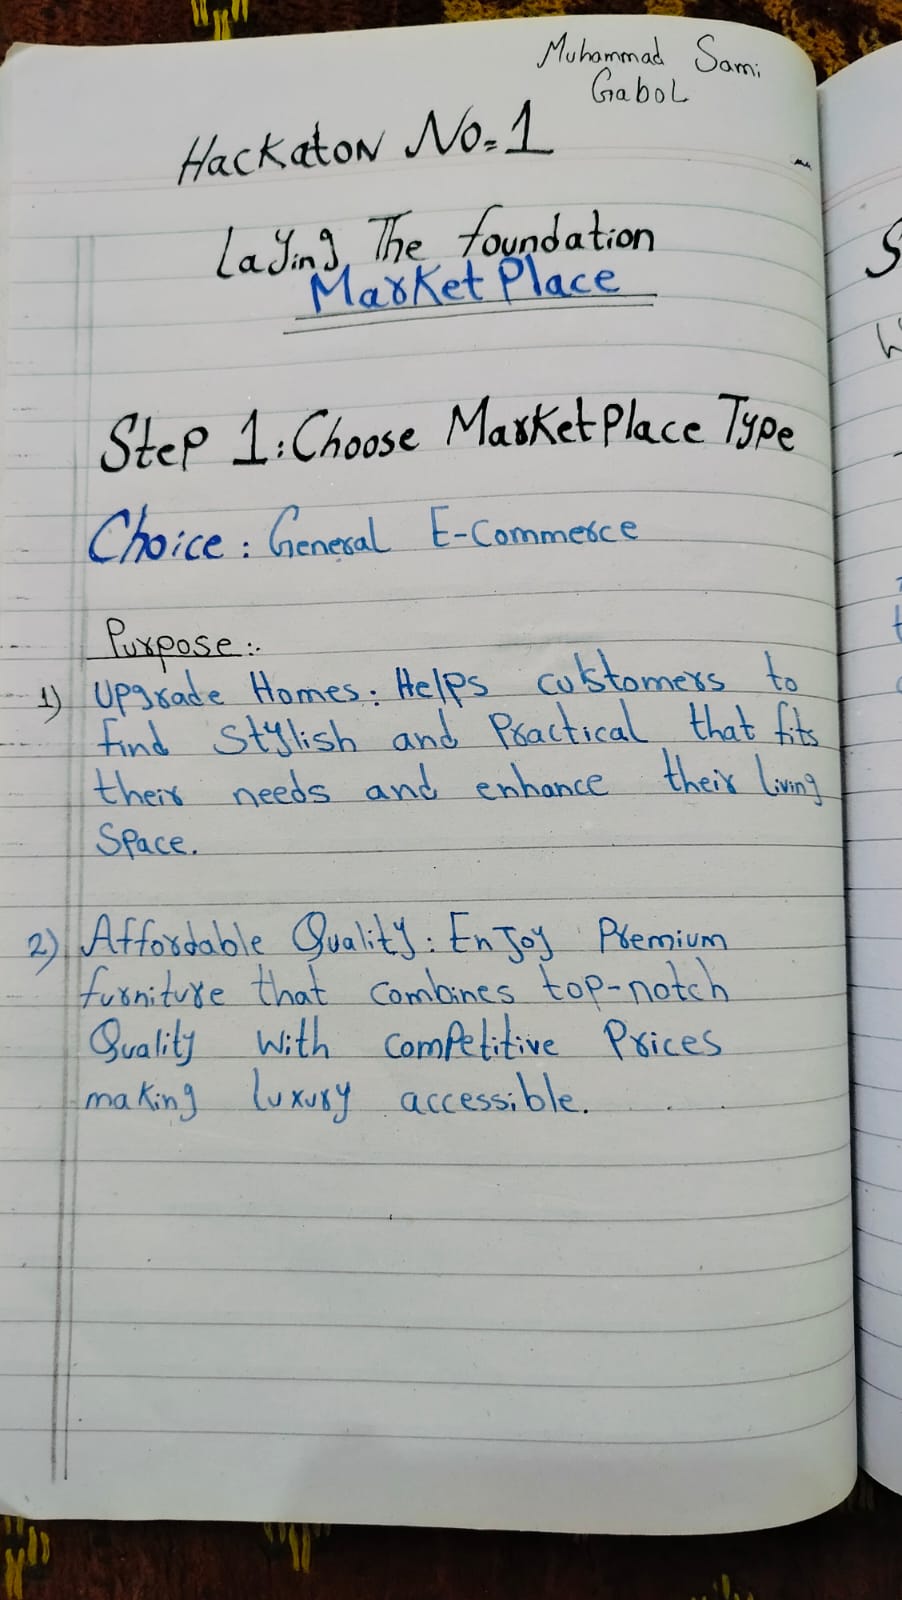 Muhammad Sami
Gabol
Hackaton No=1
Laying The foundation
MarketPlace
Step 1: Choose MarketPlace Type
Choice: General E-Commerce
Purpose:.
1) Upgrade Homes: Helps customers to
find stylish and Practical that fits
their needs and enhance their living
Space.
2) Affordable Quality: EnJoy Premium
furniture that combines top-notch
Quality with competitive Prices
making luxury accessible.